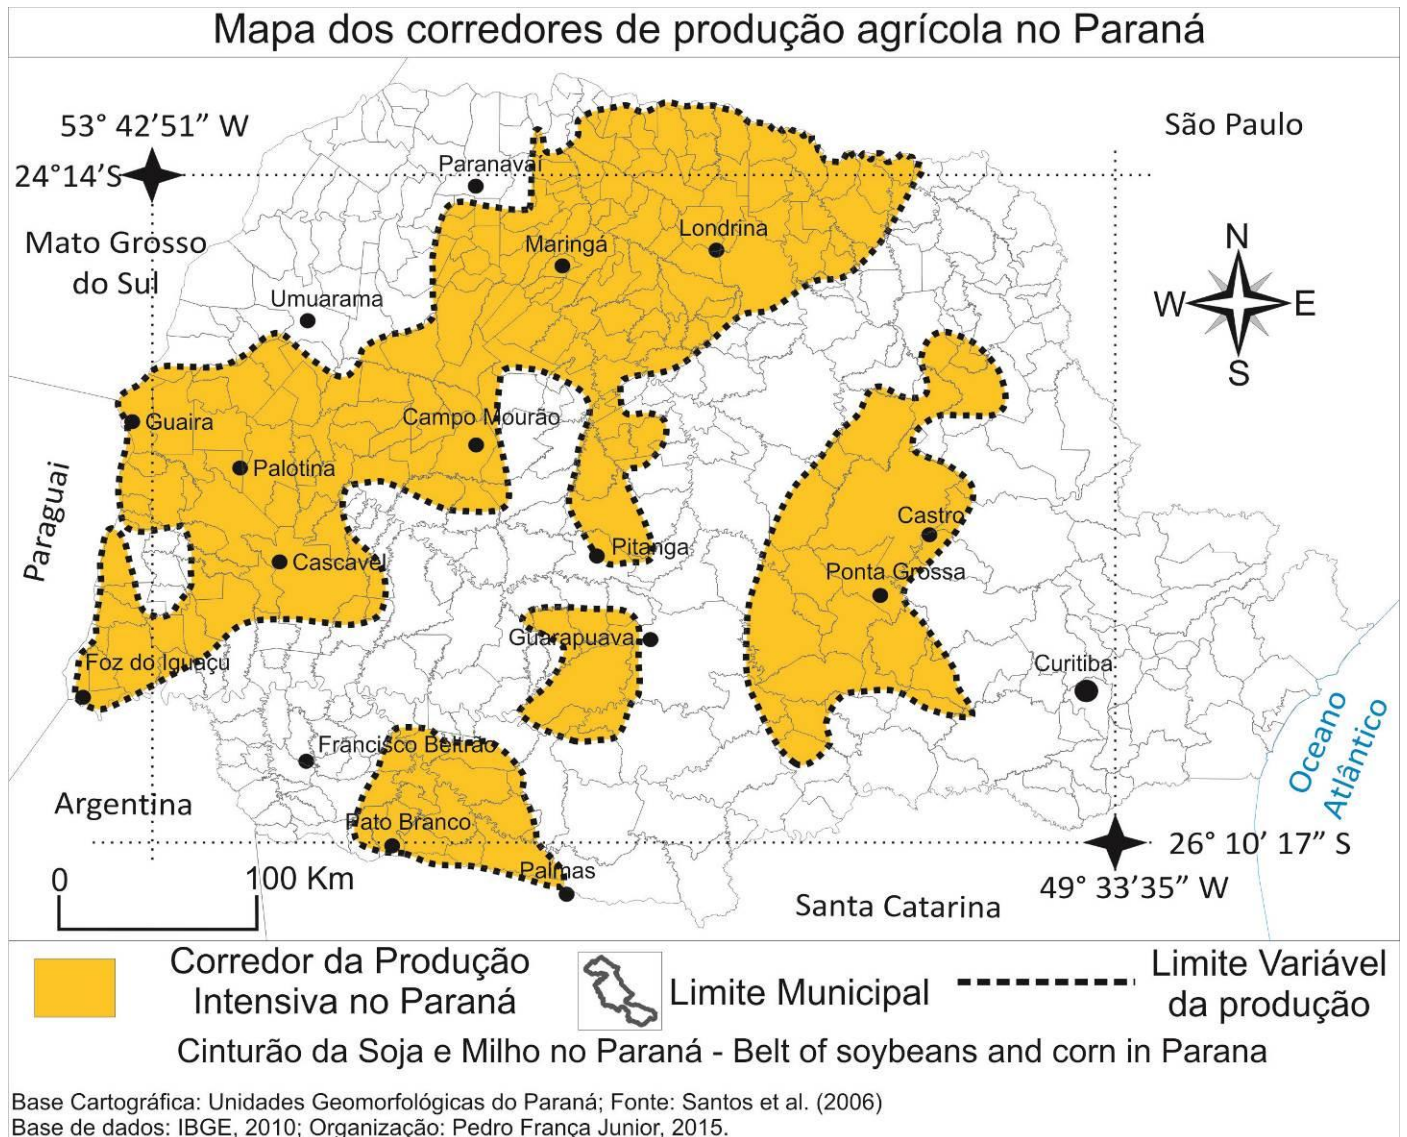 Mapa dos corredores de produção agrícola no Paraná
53° 42’51” W
São Paulo
24°14’S
Paranavaí
Mato Grosso
do Sul
Londrina
Maringá
N
W
E
S
Umuarama
Guaira
Campo Mourão
Palotina
Paraguai
Castro
Cascavel
Pitanga
Ponta Grossa
Guarapuava
Foz do Iguaçu
Curitiba
Oceano
Atlântico
Francisco Beltrão
Argentina
Pato Branco
26° 10’ 17” S
Palmas
0
100 Km
49° 33’35” W
Santa Catarina
Corredor da Produção
Intensiva no Paraná
Limite Municipal
Limite Variável
da produção
Cinturão da Soja e Milho no Paraná - Belt of soybeans and corn in Parana
Base Cartográfica: Unidades Geomorfológicas do Paraná; Fonte: Santos et al. (2006)
Base de dados: IBGE, 2010; Organização: Pedro França Junior, 2015.